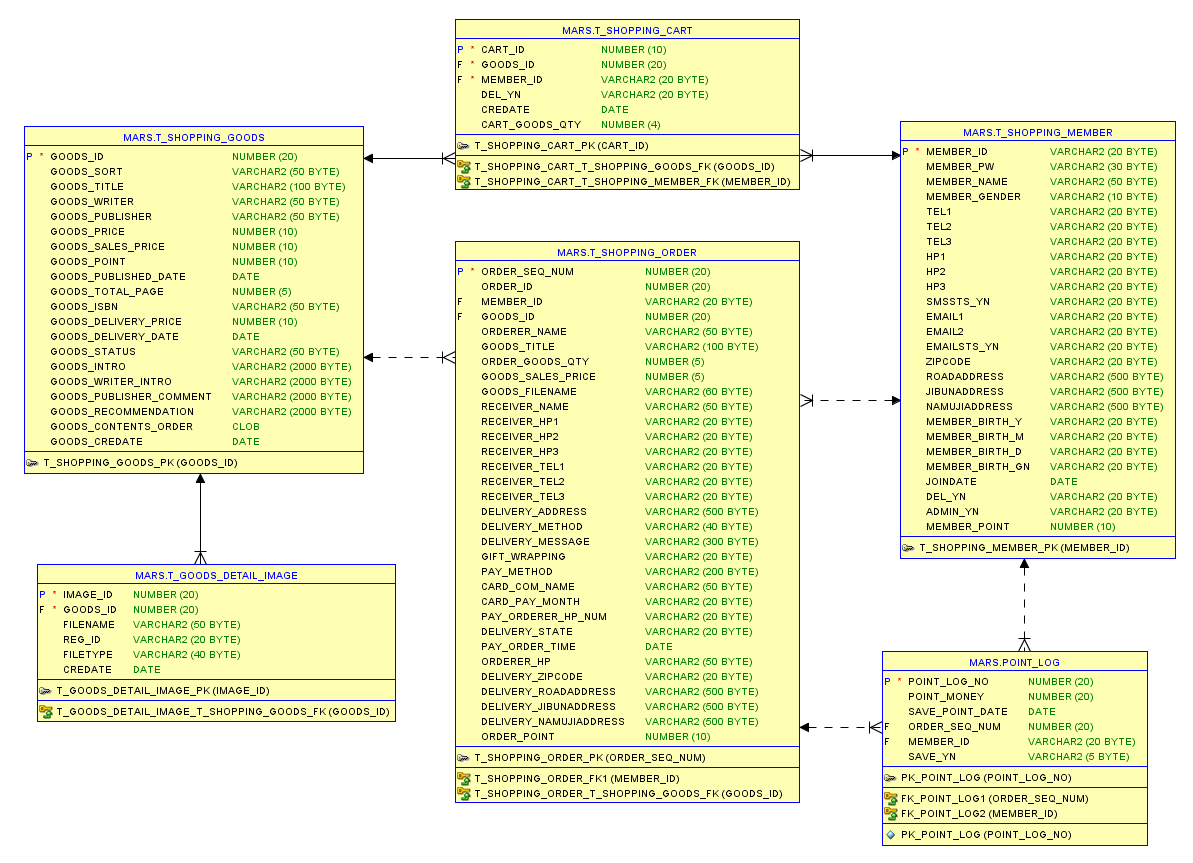 MARS.T_SHOPPING_CART
P * CART_ID NUMBER (10)
F * GOODS_ID NUMBER (20)
F * MEMBER_ID VARCHAR2 (20 BYTE)
DEL_YN VARCHAR2 (20 BYTE)
CREDATE DATE
CART_GOODS_QTY NUMBER (4)
T_SHOPPING_CART_PK (CART_ID)
T_SHOPPING_CART_T_SHOPPING_GOODS_FK (GOODS_ID)
T_SHOPPING_CART_T_SHOPPING_MEMBER_FK (MEMBER_ID)
MARS.T_SHOPPING_GOODS
P * GOODS_ID NUMBER (20)
GOODS_SORT VARCHAR2 (50 BYTE)
GOODS_TITLE VARCHAR2 (100 BYTE)
GOODS_WRITER VARCHAR2 (50 BYTE)
GOODS_PUBLISHER VARCHAR2 (50 BYTE)
GOODS_PRICE NUMBER (10)
GOODS_SALES_PRICE NUMBER (10)
GOODS_POINT NUMBER (10)
GOODS_PUBLISHED_DATE DATE
GOODS_TOTAL_PAGE NUMBER (5)
GOODS_ISBN VARCHAR2 (50 BYTE)
GOODS_DELIVERY_PRICE NUMBER (10)
GOODS_DELIVERY_DATE DATE
GOODS_STATUS VARCHAR2 (50 BYTE)
GOODS_INTRO VARCHAR2 (2000 BYTE)
GOODS_WRITER_INTRO VARCHAR2 (2000 BYTE)
GOODS_PUBLISHER_COMMENT VARCHAR2 (2000 BYTE)
GOODS_RECOMMENDATION VARCHAR2 (2000 BYTE)
GOODS_CONTENTS_ORDER CLOB
GOODS_CREDATE DATE
T_SHOPPING_GOODS_PK (GOODS_ID)
MARS.T_SHOPPING_MEMBER
P * MEMBER_ID VARCHAR2 (20 BYTE)
MEMBER_PW VARCHAR2 (30 BYTE)
MEMBER_NAME VARCHAR2 (50 BYTE)
MEMBER_GENDER VARCHAR2 (10 BYTE)
TEL1 VARCHAR2 (20 BYTE)
TEL2 VARCHAR2 (20 BYTE)
TEL3 VARCHAR2 (20 BYTE)
HP1 VARCHAR2 (20 BYTE)
HP2 VARCHAR2 (20 BYTE)
HP3 VARCHAR2 (20 BYTE)
SMSSTS_YN VARCHAR2 (20 BYTE)
EMAIL1 VARCHAR2 (20 BYTE)
EMAIL2 VARCHAR2 (20 BYTE)
EMAILSTS_YN VARCHAR2 (20 BYTE)
ZIPCODE VARCHAR2 (20 BYTE)
ROADADDRESS VARCHAR2 (500 BYTE)
JIBUNADDRESS VARCHAR2 (500 BYTE)
NAMUJIADDRESS VARCHAR2 (500 BYTE)
MEMBER_BIRTH_Y VARCHAR2 (20 BYTE)
MEMBER_BIRTH_M VARCHAR2 (20 BYTE)
MEMBER_BIRTH_D VARCHAR2 (20 BYTE)
MEMBER_BIRTH_GN VARCHAR2 (20 BYTE)
JOINDATE DATE
DEL_YN VARCHAR2 (20 BYTE)
ADMIN_YN VARCHAR2 (20 BYTE)
MEMBER_POINT NUMBER (10)
T_SHOPPING_MEMBER_PK (MEMBER_ID)
MARS.T_SHOPPING_ORDER
P * ORDER_SEQ_NUM NUMBER (20)
ORDER_ID NUMBER (20)
F MEMBER_ID VARCHAR2 (20 BYTE)
F GOODS_ID NUMBER (20)
ORDERER_NAME VARCHAR2 (50 BYTE)
GOODS_TITLE VARCHAR2 (100 BYTE)
ORDER_GOODS_QTY NUMBER (5)
GOODS_SALES_PRICE NUMBER (5)
GOODS_FILENAME VARCHAR2 (60 BYTE)
RECEIVER_NAME VARCHAR2 (50 BYTE)
RECEIVER_HP1 VARCHAR2 (20 BYTE)
RECEIVER_HP2 VARCHAR2 (20 BYTE)
RECEIVER_HP3 VARCHAR2 (20 BYTE)
RECEIVER_TEL1 VARCHAR2 (20 BYTE)
RECEIVER_TEL2 VARCHAR2 (20 BYTE)
RECEIVER_TEL3 VARCHAR2 (20 BYTE)
DELIVERY_ADDRESS VARCHAR2 (500 BYTE)
DELIVERY_METHOD VARCHAR2 (40 BYTE)
DELIVERY_MESSAGE VARCHAR2 (300 BYTE)
GIFT_WRAPPING VARCHAR2 (20 BYTE)
PAY_METHOD VARCHAR2 (200 BYTE)
CARD_COM_NAME VARCHAR2 (50 BYTE)
CARD_PAY_MONTH VARCHAR2 (20 BYTE)
PAY_ORDERER_HP_NUM VARCHAR2 (20 BYTE)
DELIVERY_STATE VARCHAR2 (20 BYTE)
PAY_ORDER_TIME DATE
ORDERER_HP VARCHAR2 (50 BYTE)
DELIVERY_ZIPCODE VARCHAR2 (20 BYTE)
DELIVERY_ROADADDRESS VARCHAR2 (500 BYTE)
DELIVERY_JIBUNADDRESS VARCHAR2 (500 BYTE)
DELIVERY_NAMUJIADDRESS VARCHAR2 (500 BYTE)
ORDER_POINT NUMBER (10)
T_SHOPPING_ORDER_PK (ORDER_SEQ_NUM)
T_SHOPPING_ORDER_FK1 (MEMBER_ID)
T_SHOPPING_ORDER_T_SHOPPING_GOODS_FK (GOODS_ID)
MARS.T_GOODS_DETAIL_IMAGE
P * IMAGE_ID NUMBER (20)
F * GOODS_ID NUMBER (20)
FILENAME VARCHAR2 (50 BYTE)
REG_ID VARCHAR2 (20 BYTE)
FILETYPE VARCHAR2 (40 BYTE)
CREDATE DATE
T_GOODS_DETAIL_IMAGE_PK (IMAGE_ID)
T_GOODS_DETAIL_IMAGE_T_SHOPPING_GOODS_FK (GOODS_ID)
MARS.POINT_LOG
P * POINT_LOG_NO NUMBER (20)
POINT_MONEY NUMBER (20)
SAVE_POINT_DATE DATE
F ORDER_SEQ_NUM NUMBER (20)
F MEMBER_ID VARCHAR2 (20 BYTE)
SAVE_YN VARCHAR2 (5 BYTE)
PK_POINT_LOG (POINT_LOG_NO)
FK_POINT_LOG1 (ORDER_SEQ_NUM)
FK_POINT_LOG2 (MEMBER_ID)
PK_POINT_LOG (POINT_LOG_NO)